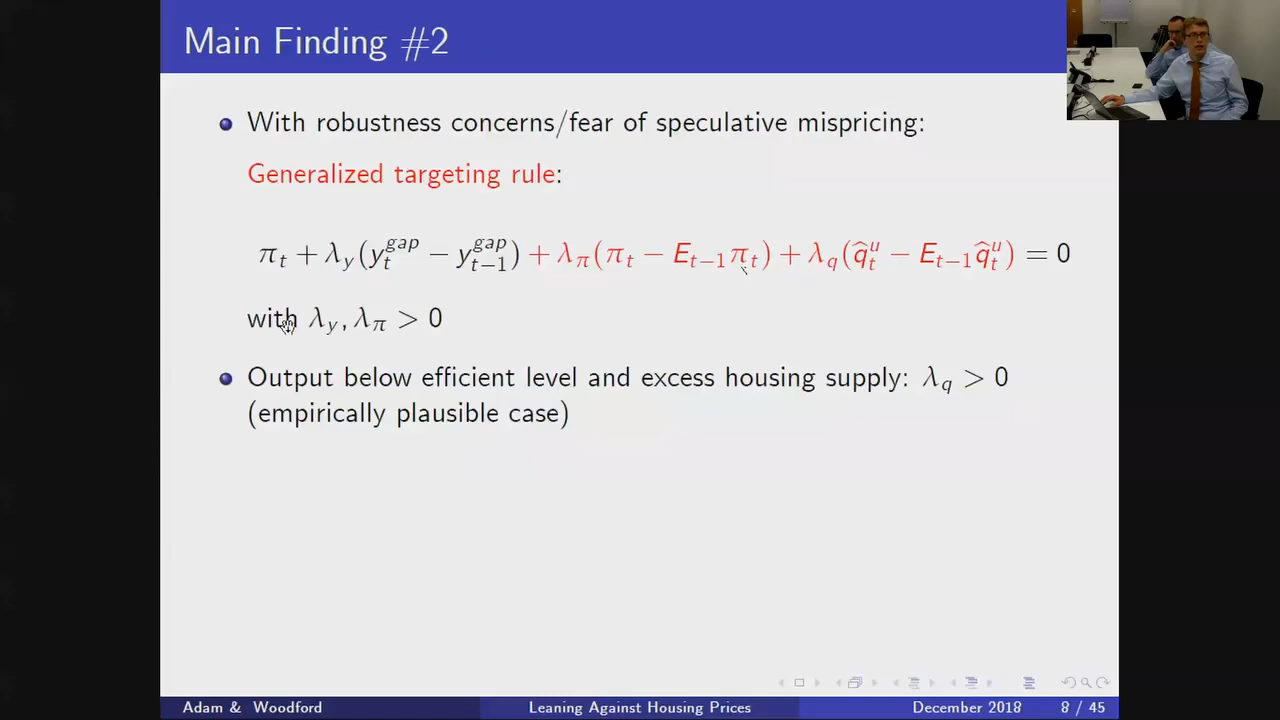 Main Finding #2
With robustness concerns/fear of speculative mispricing:
Generalized targeting rule:
π_t + λ_y(y_t^{gap} − y_{t−1}^{gap}) + λ_π(π_t − E_{t−1}π_t) + λ_q(q̂_t^u − E_{t−1}q̂_t^u) = 0
with λ_y, λ_π > 0
Output below efficient level and excess housing supply: λ_q > 0
(empirically plausible case)
Adam & Woodford Leaning Against Housing Prices December 2018 8 / 45